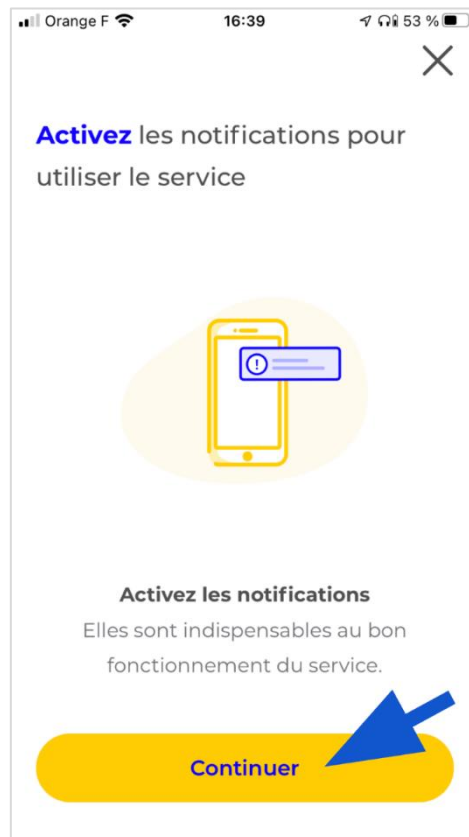 Orange F 16:39 53 %
Activez les notifications pour
utiliser le service
Activez les notifications
Elles sont indispensables au bon
fonctionnement du service.
Continuer